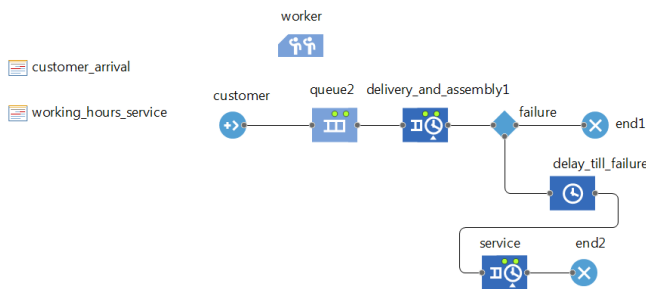 worker
customer_arrival
working_hours_service
customer
queue2
delivery_and_assembly1
failure
end1
delay_till_failure
service
end2